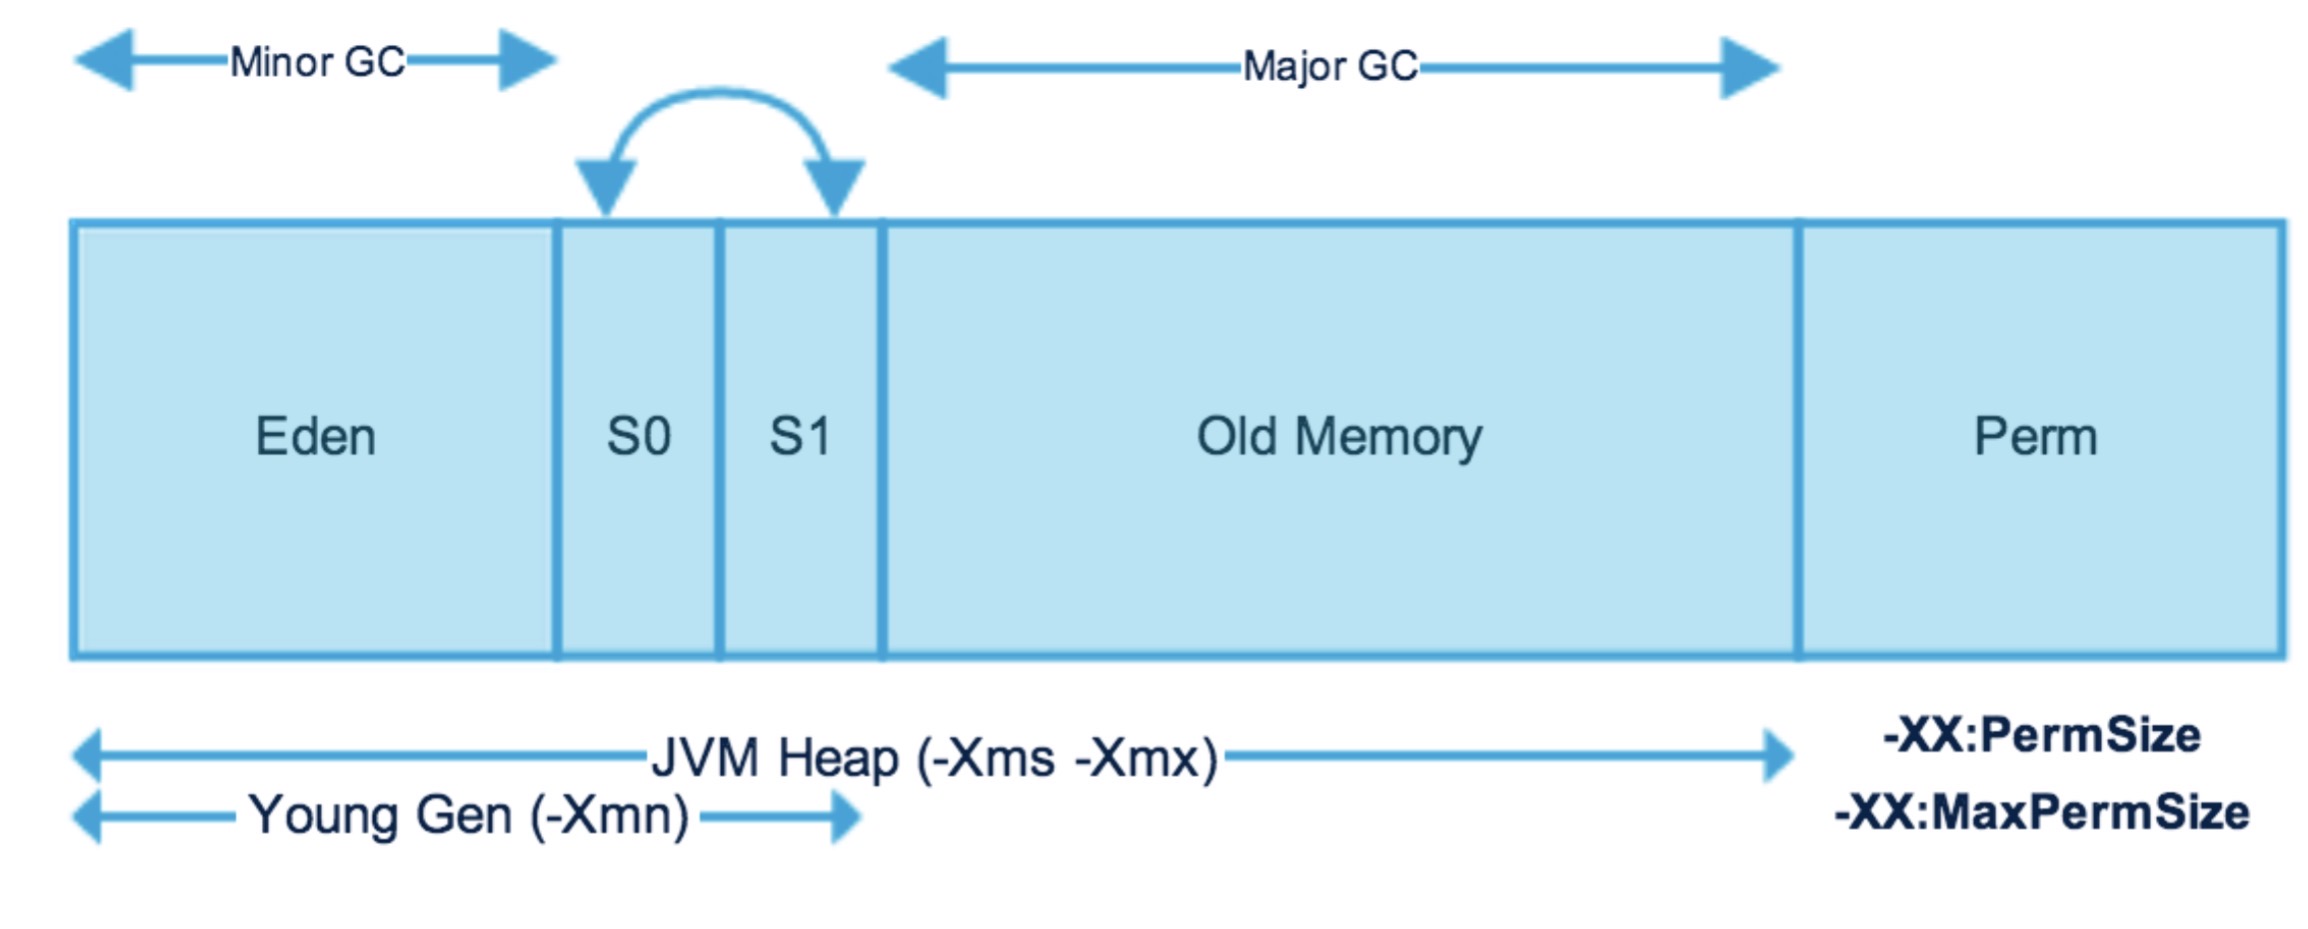 Minor GC
Major GC
Eden
S0
S1
Old Memory
Perm
JVM Heap (-Xms -Xmx)
-XX:PermSize
Young Gen (-Xmn)
-XX:MaxPermSize